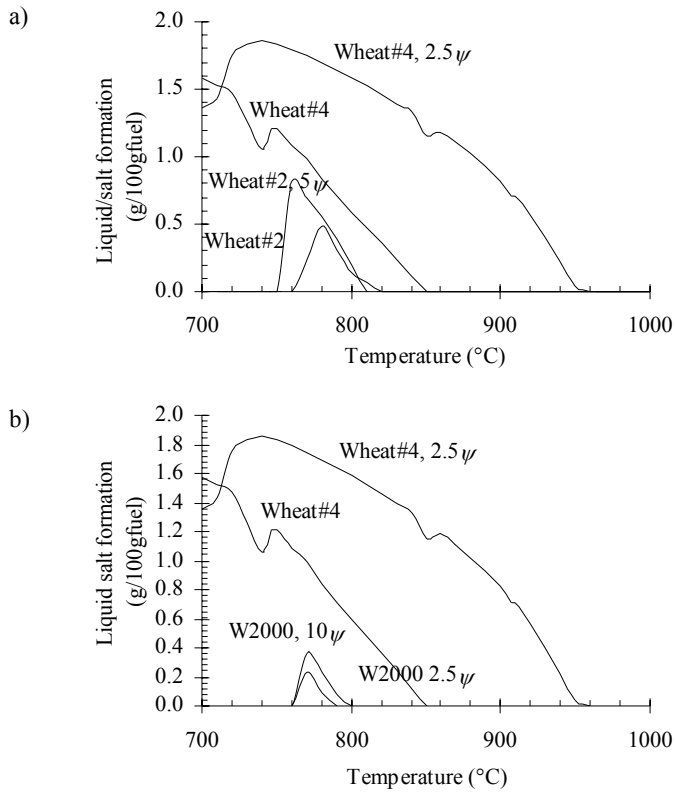 a)
2.0
1.5
1.0
0.5
0.0
Liquid/salt formation
(g/100gfuel)
Wheat#4, 2.5ψ
Wheat#4
Wheat#2, 5ψ
Wheat#2
700 800 900 1000
Temperature (°C)
b)
2.0
1.8
1.6
1.4
1.2
1.0
0.8
0.6
0.4
0.2
0.0
Liquid salt formation
(g/100gfuel)
Wheat#4, 2.5ψ
Wheat#4
W2000, 10ψ
W2000 2.5ψ
700 800 900 1000
Temperature (°C)